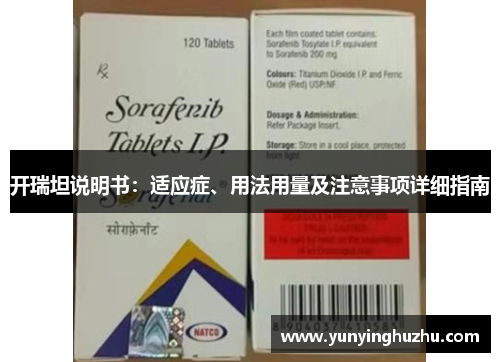 120 Tablets
Rx
Sorafenib
Tablets I.P.
Each film coated tablet contains:
Sorafenib Tosylate I.P. equivalent
to Sorafenib 200 mg
Colours: Titanium Dioxide I.P. and Ferric
Oxide (Red) USP/NF.
Dosage & Administration:
Refer Package Insert.
Storage: Store in a cool place, protected
from light.
开瑞坦说明书：适应症、用法用量及注意事项详细指南
Sorafenat
सोराफ़ेनॅट
NATCO
www.yunyinghuzhu.com